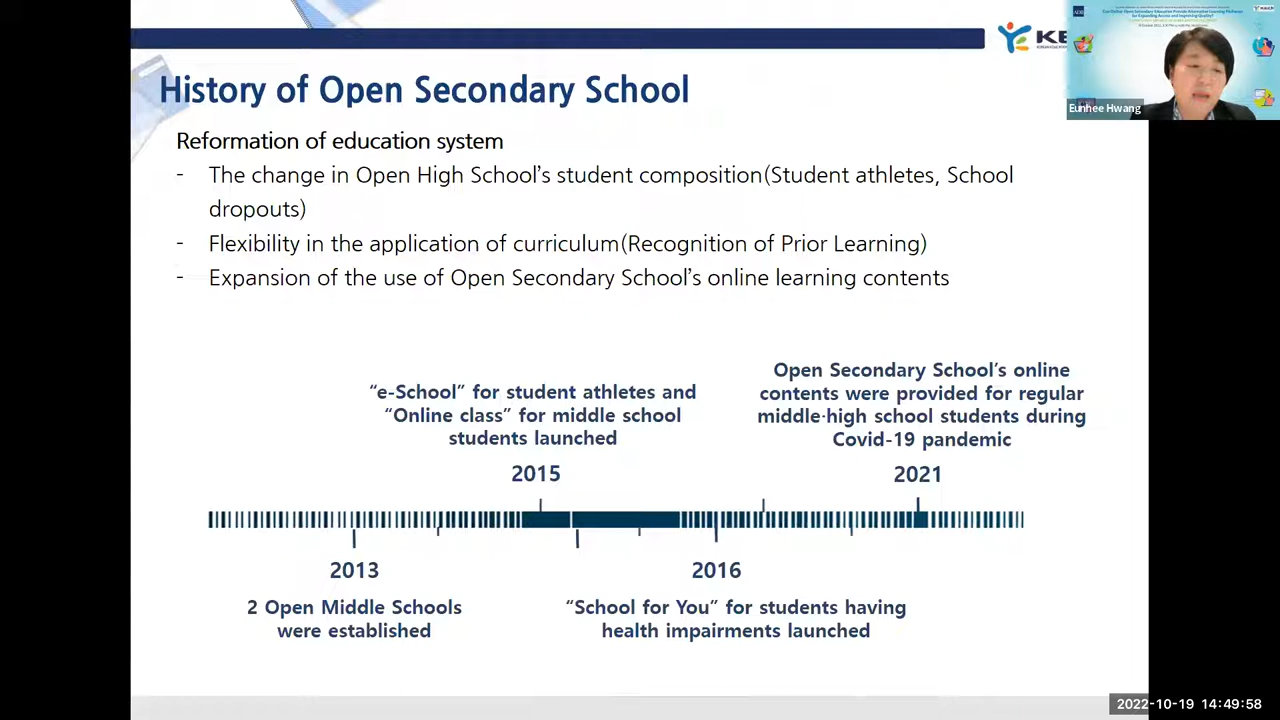 History of Open Secondary School
Reformation of education system
- The change in Open High School's student composition(Student athletes, School
dropouts)
- Flexibility in the application of curriculum(Recognition of Prior Learning)
- Expansion of the use of Open Secondary School's online learning contents
"e-School" for student athletes and
"Online class" for middle school
students launched
2015
Open Secondary School's online
contents were provided for regular
middle·high school students during
Covid-19 pandemic
2021
2013
2 Open Middle Schools
were established
2016
"School for You" for students having
health impairments launched
Eunhee Hwang
2022-10-19 14:49:58